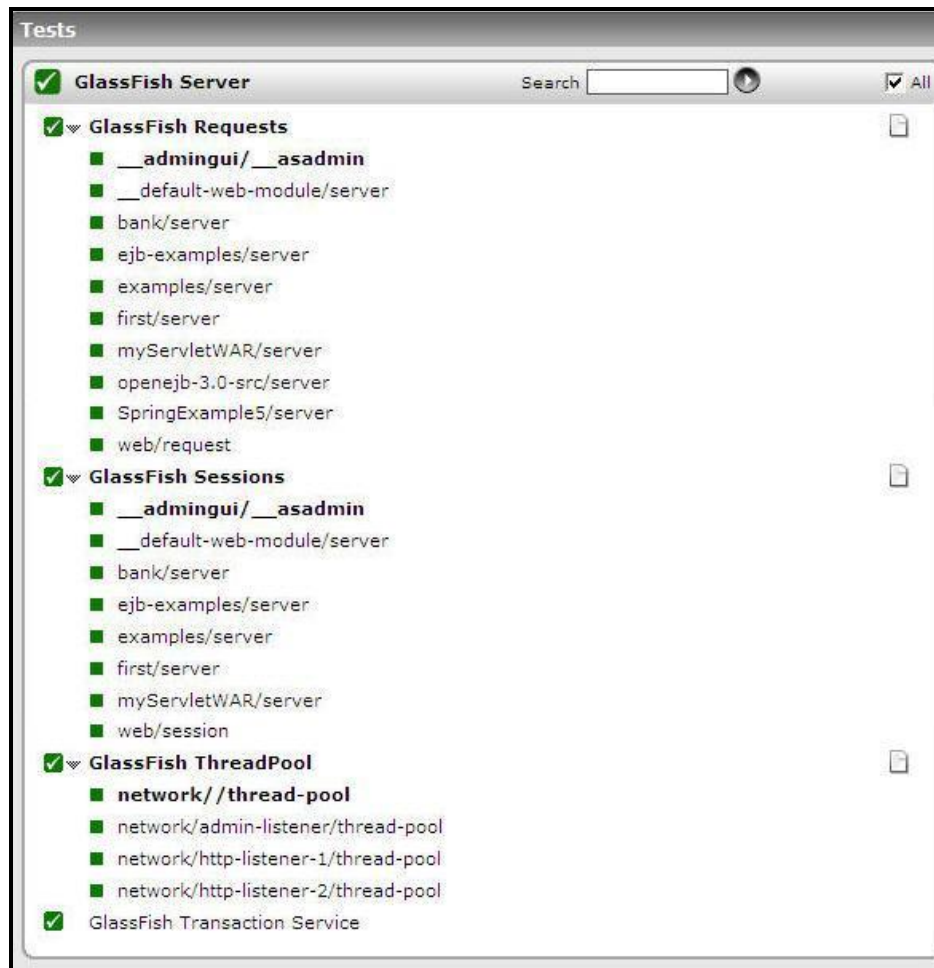 Tests
GlassFish Server Search All
GlassFish Requests
__admingui/__asadmin
__default-web-module/server
bank/server
ejb-examples/server
examples/server
first/server
myServletWAR/server
openejb-3.0-src/server
SpringExample5/server
web/request
GlassFish Sessions
__admingui/__asadmin
__default-web-module/server
bank/server
ejb-examples/server
examples/server
first/server
myServletWAR/server
web/session
GlassFish ThreadPool
network//thread-pool
network/admin-listener/thread-pool
network/http-listener-1/thread-pool
network/http-listener-2/thread-pool
GlassFish Transaction Service